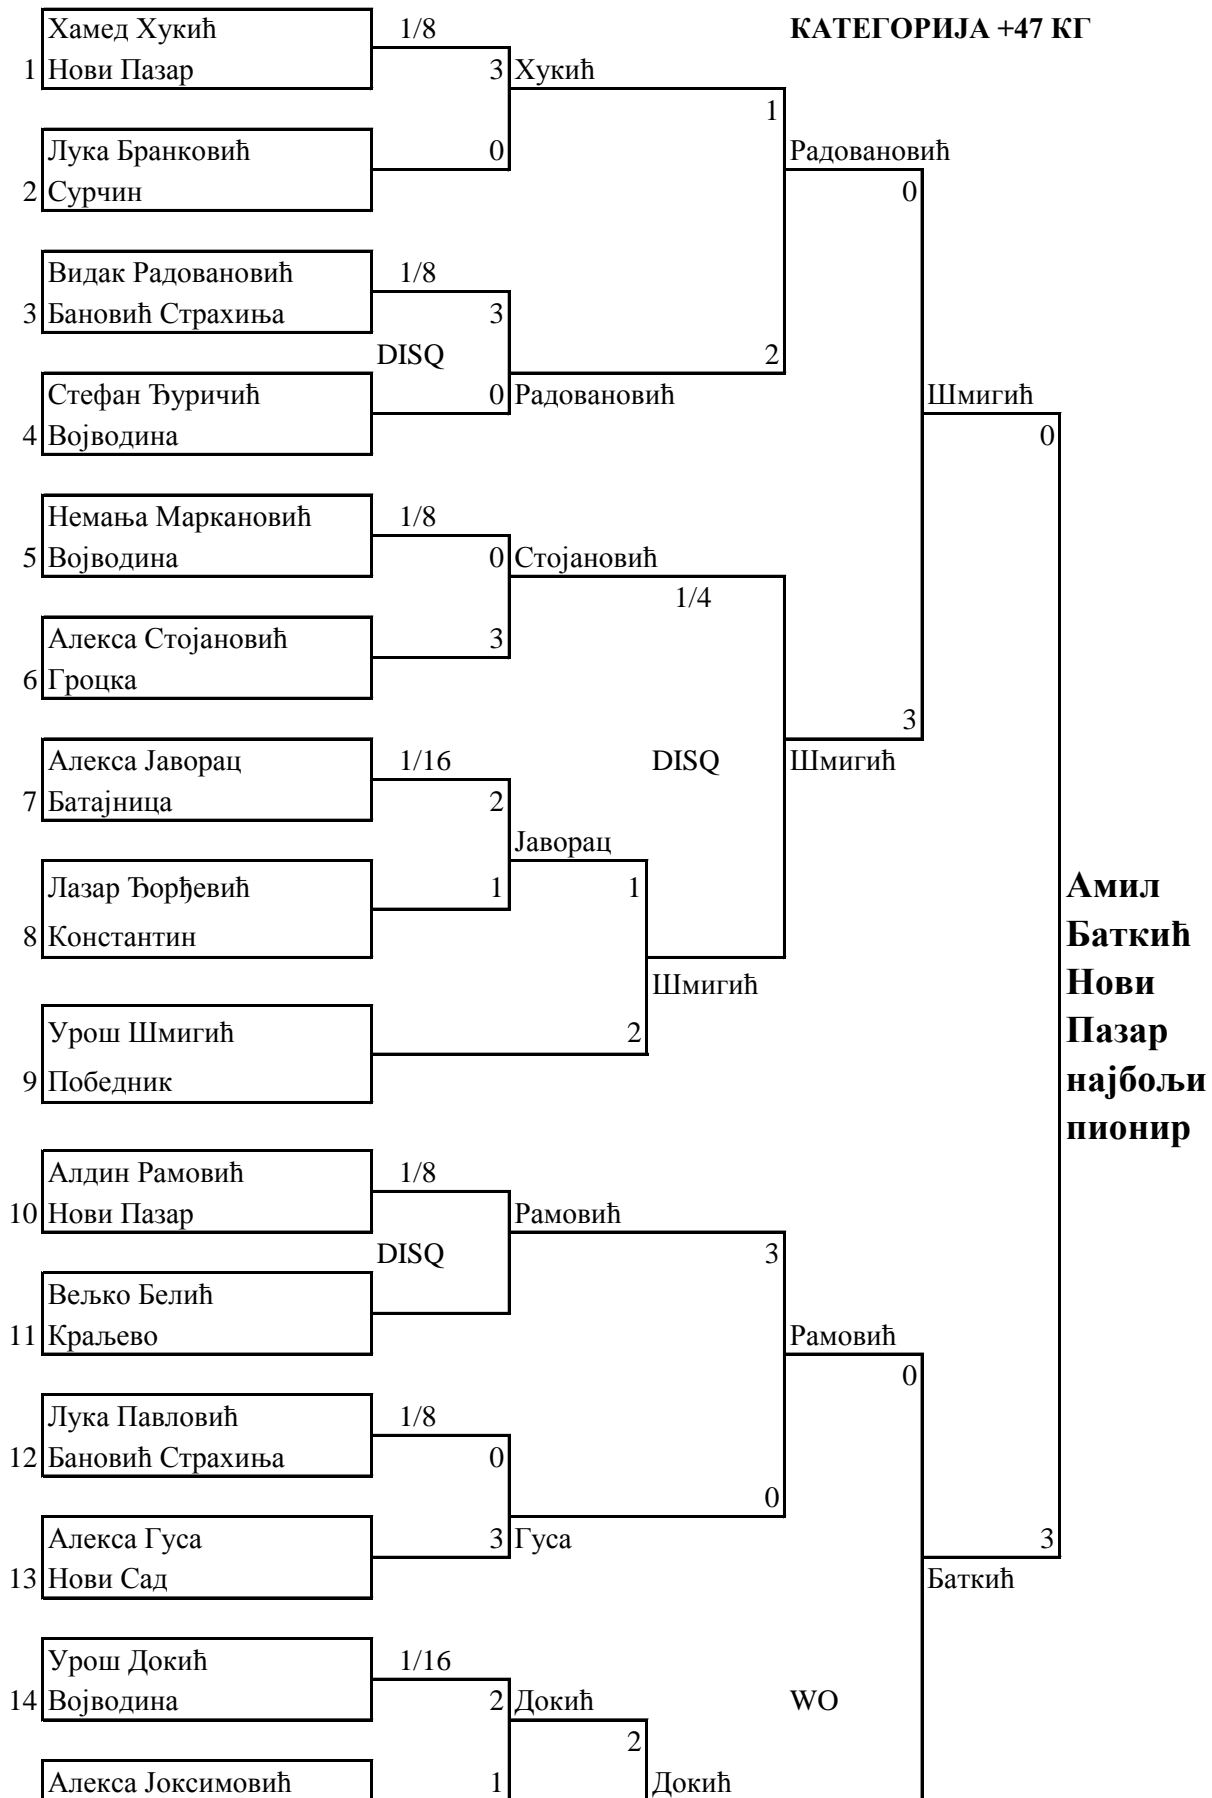 Хамед Хукић 1/8 КАТЕГОРИЈА +47 КГ
1 Нови Пазар 3 Хукић
1
Лука Бранковић 0 Радовановић
2 Сурчин 0
Видак Радовановић 1/8
3 Бановић Страхиња 3
DISQ 2
Стефан Ђуричић 0 Радовановић Шмигић
4 Војводина 0
Немања Маркановић 1/8
5 Војводина 0 Стојановић
1/4
Алекса Стојановић 3
6 Гроцка
3
Алекса Јаворац 1/16 DISQ Шмигић
7 Батајница 2
Јаворац
Лазар Ђорђевић 1 1 Амил
8 Константин Баткић
Шмигић Нови
Урош Шмигић 2 Пазар
9 Победник најбољи
пионир
Алдин Рамовић 1/8
10 Нови Пазар Рамовић
DISQ 3
Вељко Белић
11 Краљево Рамовић
0
Лука Павловић 1/8
12 Бановић Страхиња 0
0
Алекса Гуса 3 Гуса 3
13 Нови Сад Баткић
Урош Докић 1/16
14 Војводина 2 Докић WO
2
Алекса Јоксимовић 1 Докић